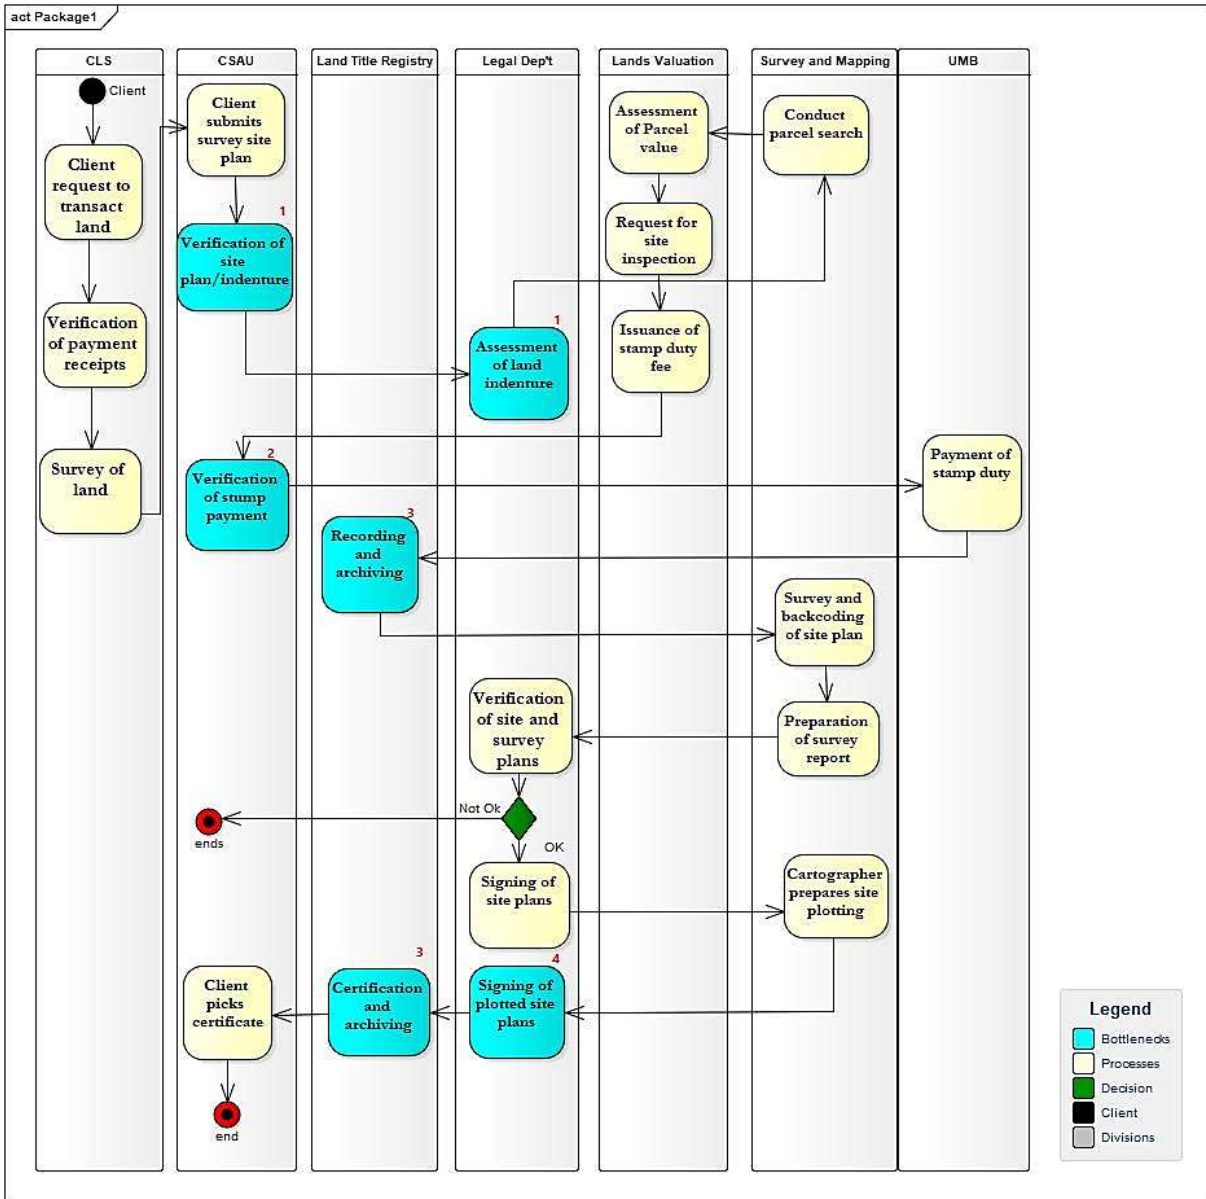 act Package1
CLS
CSAU
Land Title Registry
Legal Dep't
Lands Valuation
Survey and Mapping
UMB
Client
Client
request to
transact
land
Verification
of payment
receipts
Survey of
land
Client
submits
survey site
plan
1
Verification of
site
plan/indenture
1
Assessment
of land
indenture
Conduct
parcel search
Assessment
of Parcel
value
Request for
site
inspection
Issuance of
stamp duty
fee
2
Verification
of stump
payment
Payment of
stamp duty
3
Recording
and
archiving
Survey and
backcoding
of site plan
Preparation
of survey
report
Verification
of site and
survey
plans
Not Ok
ends
OK
Signing of
site plans
Cartographer
prepares site
plotting
4
Signing of
plotted site
plans
3
Certification
and
archiving
Client
picks
certificate
end
Legend
Bottlenecks
Processes
Decision
Client
Divisions